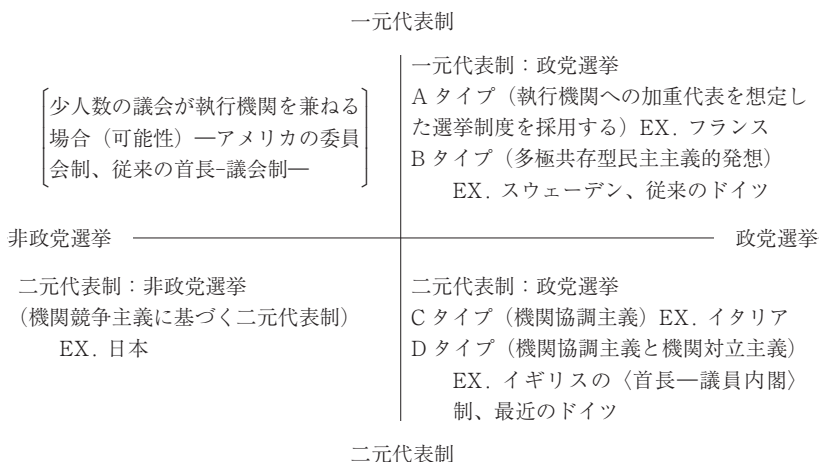 一元代表制
少人数の議会が執行機関を兼ねる
場合（可能性）―アメリカの委員
会制、従来の首長−議会制―
一元代表制：政党選挙
Aタイプ（執行機関への加重代表を想定し
た選挙制度を採用する）EX. フランス
Bタイプ（多極共存型民主主義的発想）
EX. スウェーデン、従来のドイツ
非政党選挙
政党選挙
二元代表制：非政党選挙
（機関競争主義に基づく二元代表制）
EX. 日本
二元代表制：政党選挙
Cタイプ（機関協調主義）EX. イタリア
Dタイプ（機関協調主義と機関対立主義）
EX. イギリスの〈首長―議員内閣〉
制、最近のドイツ
二元代表制